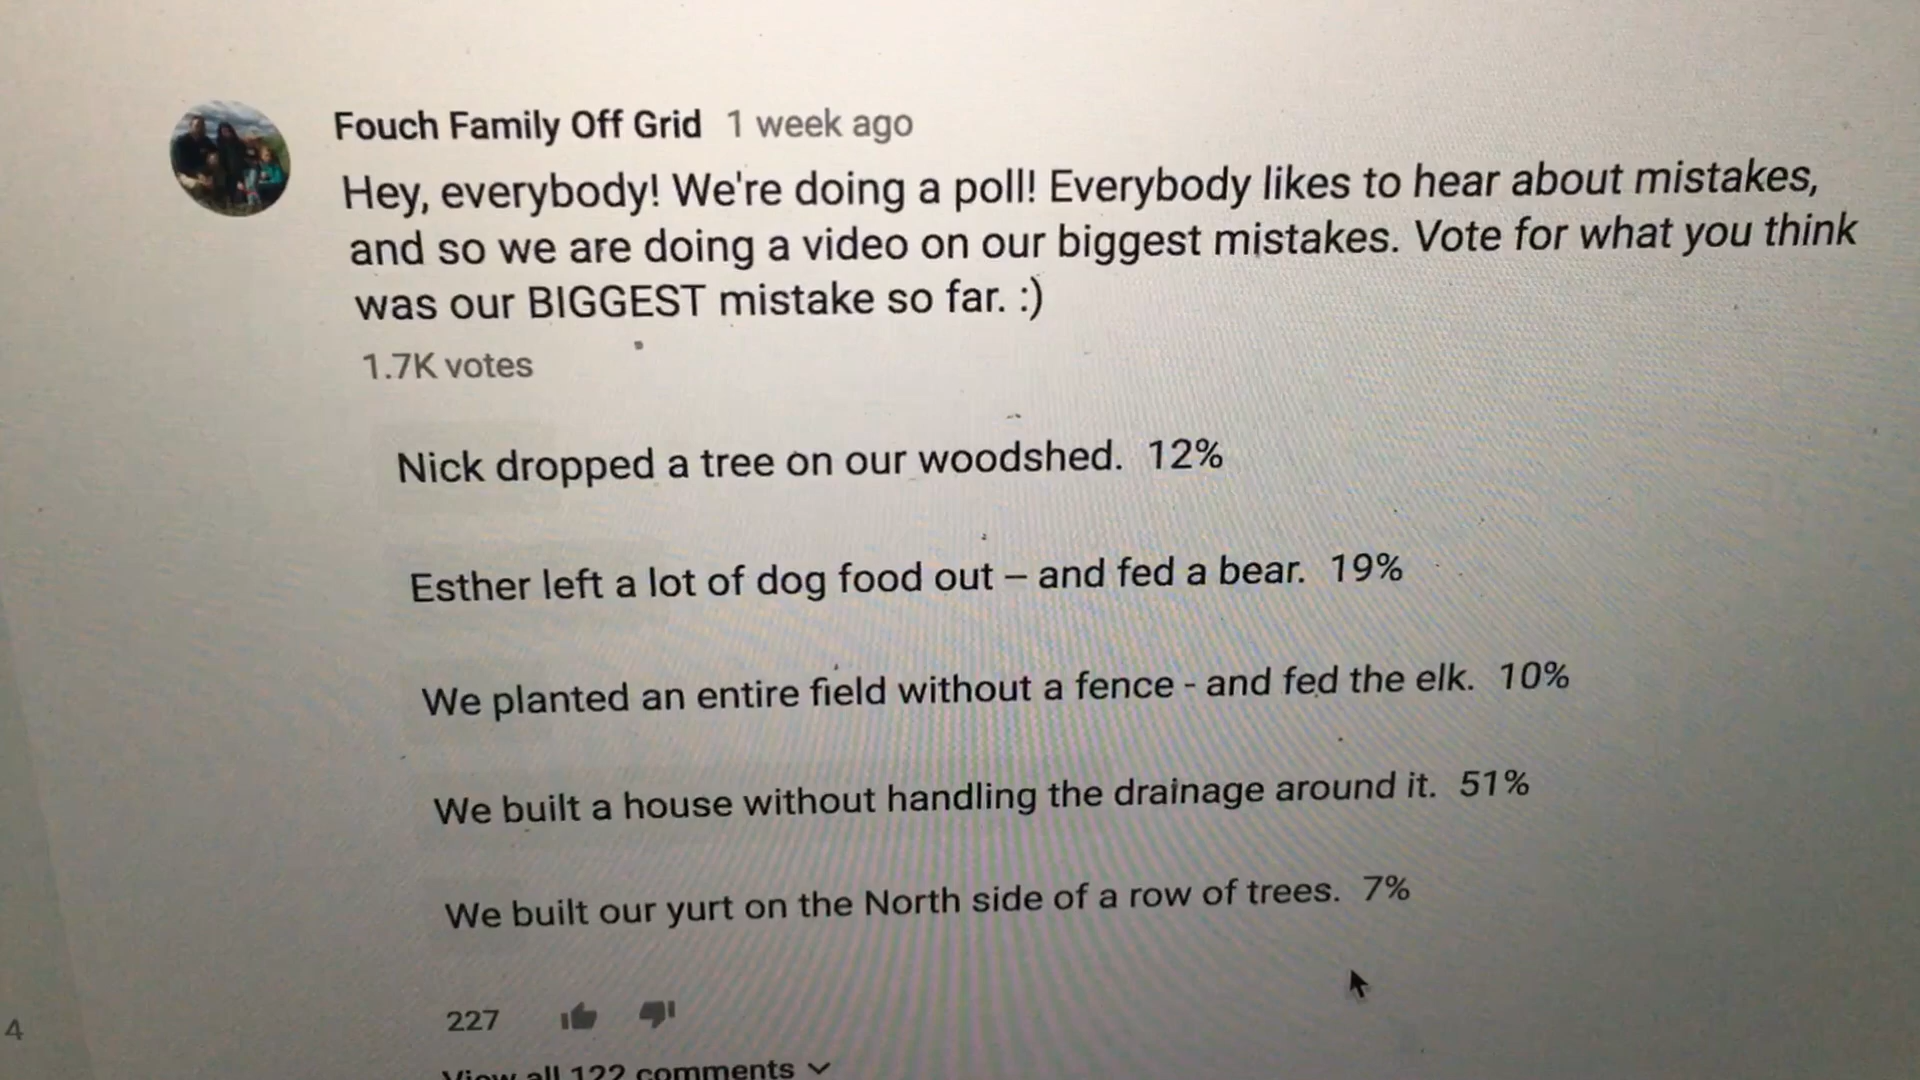 Fouch Family Off Grid 1 week ago
Hey, everybody! We're doing a poll! Everybody likes to hear about mistakes,
and so we are doing a video on our biggest mistakes. Vote for what you think
was our BIGGEST mistake so far. :)
1.7K votes
Nick dropped a tree on our woodshed. 12%
Esther left a lot of dog food out – and fed a bear. 19%
We planted an entire field without a fence - and fed the elk. 10%
We built a house without handling the drainage around it. 51%
We built our yurt on the North side of a row of trees. 7%
227
4
View all 122 comments